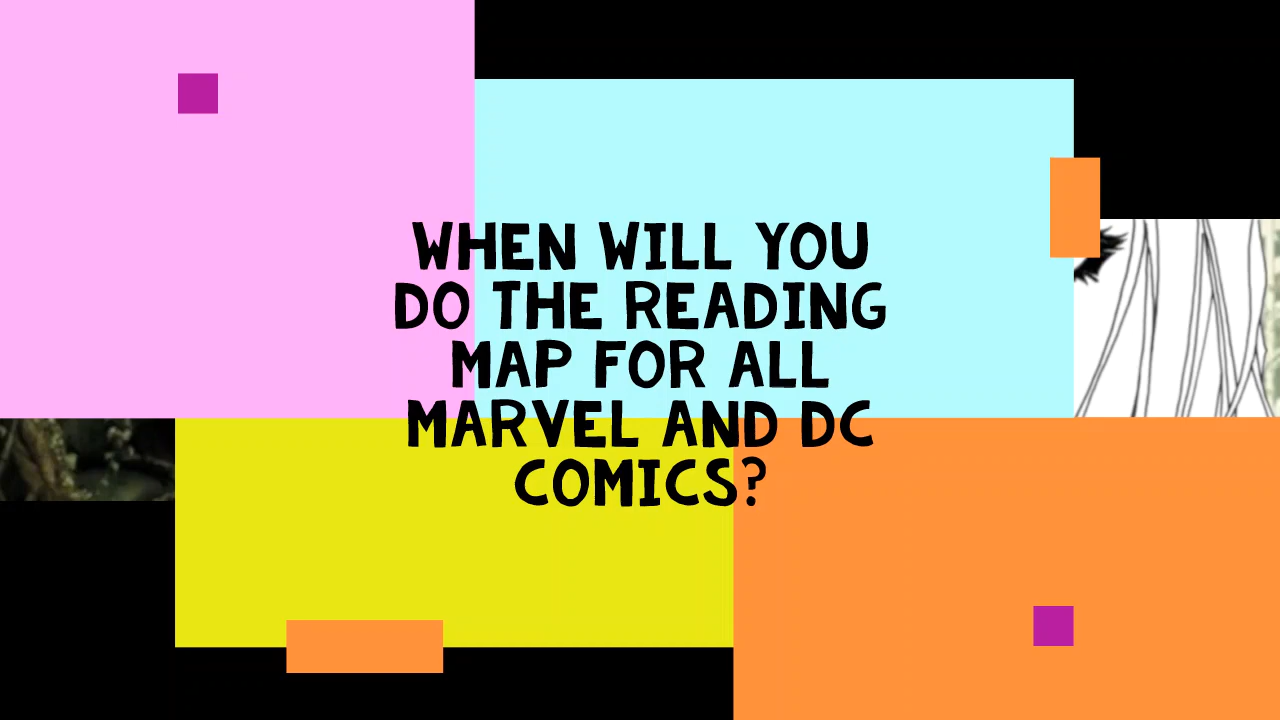 WHEN WILL YOU
DO THE READING
MAP FOR ALL
MARVEL AND DC
COMICS?